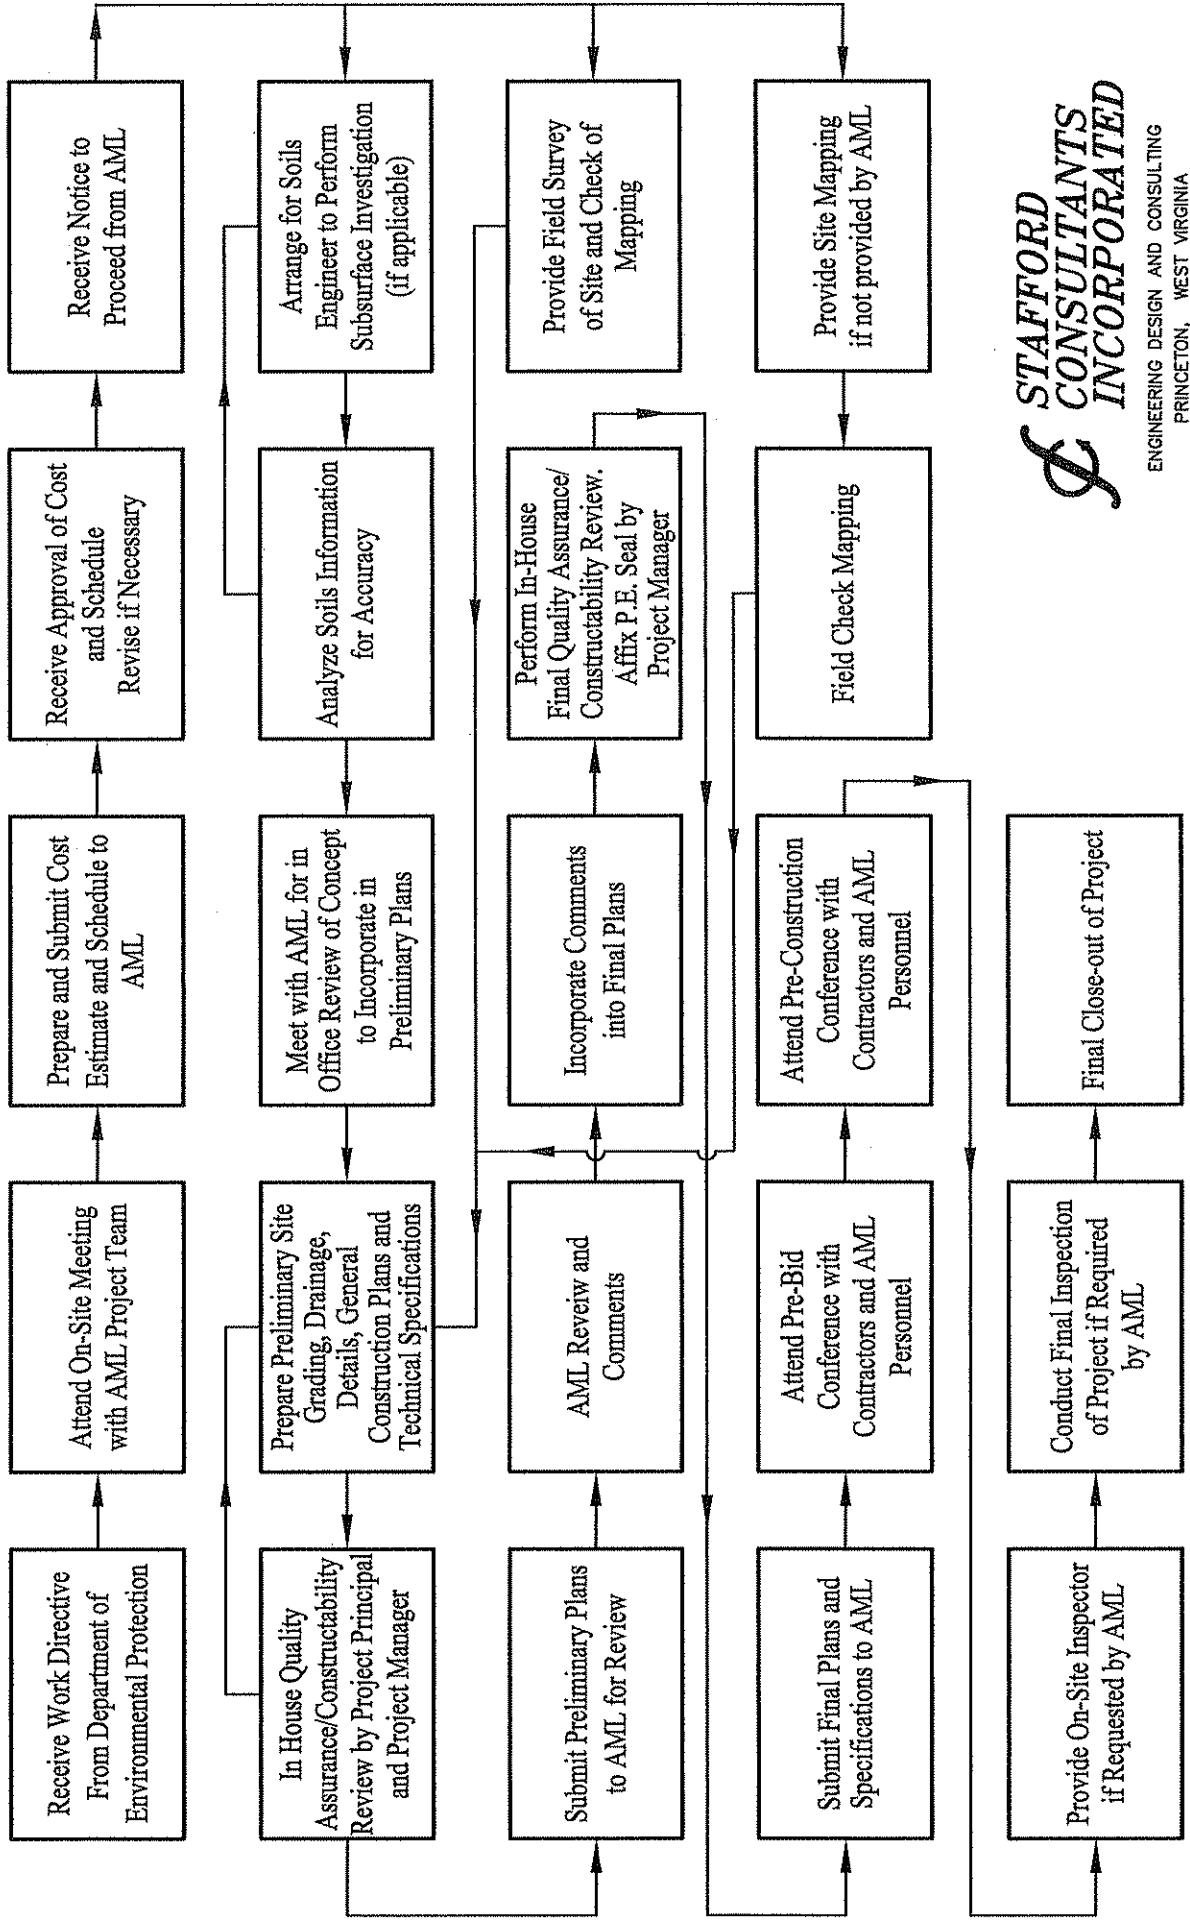 Receive Work Directive
From Department of
Environmental Protection
Attend On-Site Meeting
with AML Project Team
Prepare and Submit Cost
Estimate and Schedule to
AML
Receive Approval of Cost
and Schedule
Revise if Necessary
Receive Notice to
Proceed from AML
In House Quality
Assurance/Constructability
Review by Project Principal
and Project Manager
Prepare Preliminary Site
Grading, Drainage,
Details, General
Construction Plans and
Technical Specifications
Meet with AML for in
Office Review of Concept
to Incorporate in
Preliminary Plans
Analyze Soils Information
for Accuracy
Arrange for Soils
Engineer to Perform
Subsurface Investigation
(if applicable)
Submit Preliminary Plans
to AML for Review
AML Reveiw and
Comments
Incorporate Comments
into Final Plans
Perform In-House
Final Quality Assurance/
Constructability Review.
Affix P.E. Seal by
Project Manager
Provide Field Survey
of Site and Check of
Mapping
Submit Final Plans and
Specifications to AML
Attend Pre-Bid
Conference with
Contractors and AML
Personnel
Attend Pre-Construction
Conference with
Contractors and AML
Personnel
Field Check Mapping
Provide Site Mapping
if not provided by AML
Provide On-Site Inspector
if Requested by AML
Conduct Final Inspection
of Project if Required
by AML
Final Close-out of Project
STAFFORD
CONSULTANTS
INCORPORATED
ENGINEERING DESIGN AND CONSULTING
PRINCETON, WEST VIRGINIA